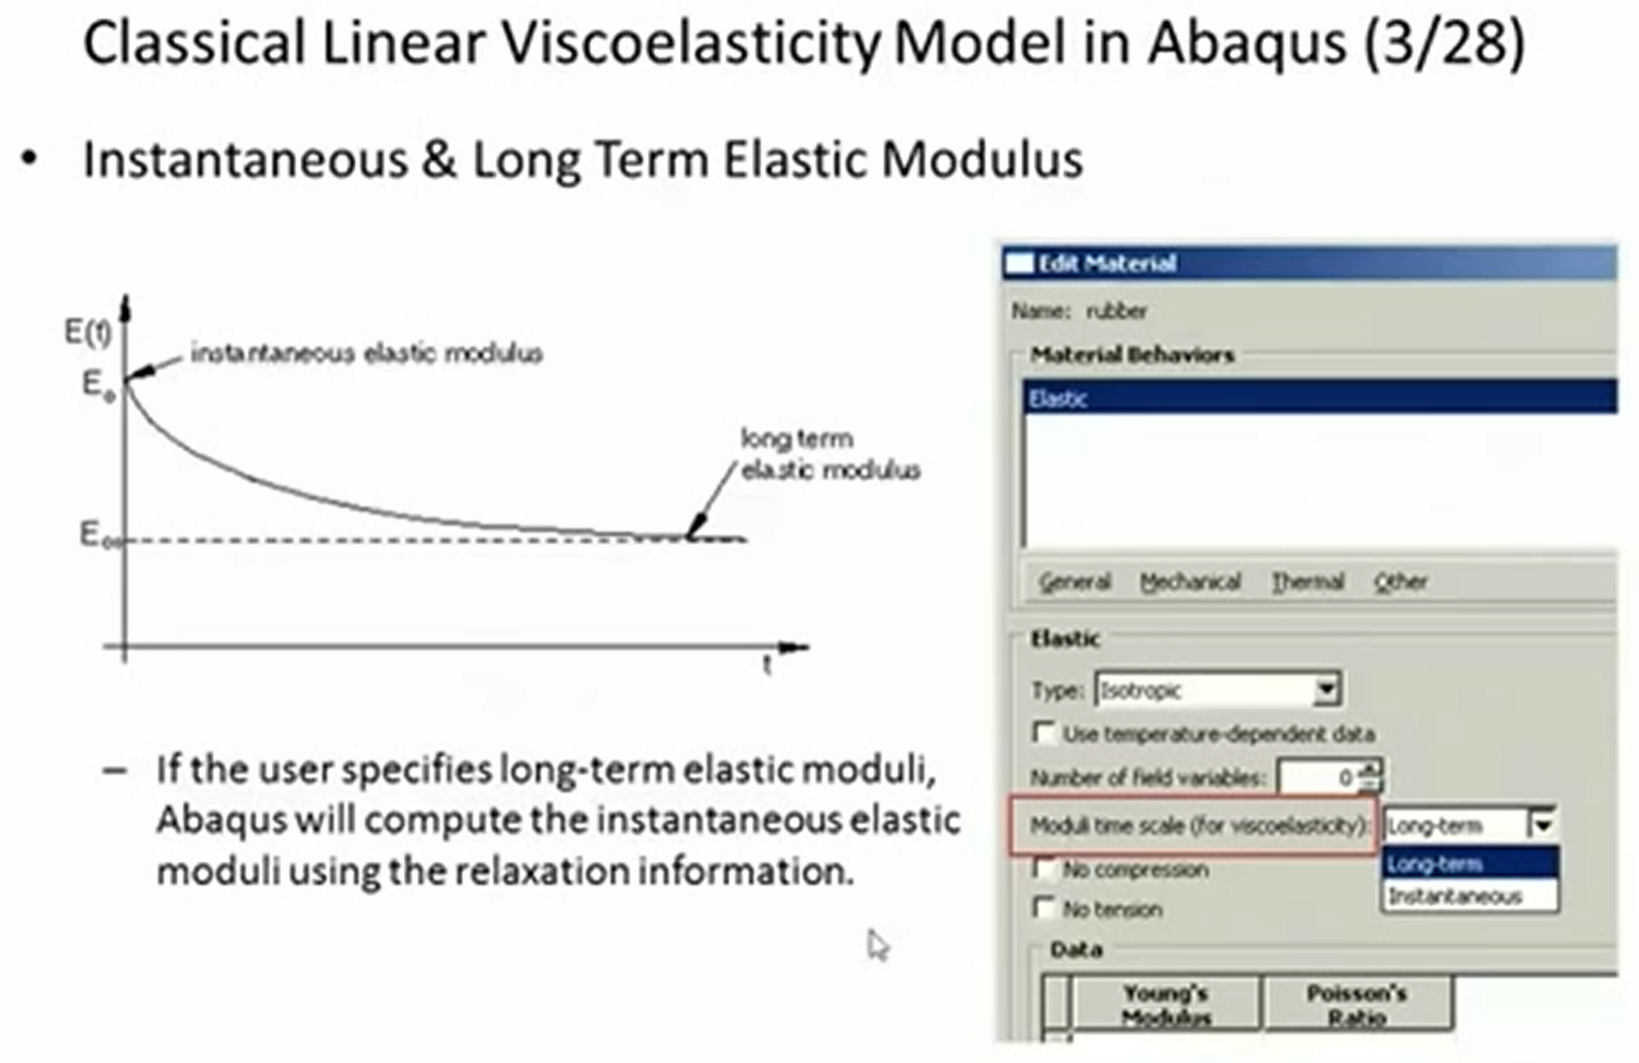 Classical Linear Viscoelasticity Model in Abaqus (3/28)
• Instantaneous & Long Term Elastic Modulus
E(t)
instantaneous elastic modulus
E₀
long term
elastic modulus
E∞
t
– If the user specifies long-term elastic moduli,
Abaqus will compute the instantaneous elastic
moduli using the relaxation information.
Edit Material
Name: rubber
Material Behaviors
Elastic
General Mechanical Thermal Other
Elastic
Type: Isotropic
Use temperature-dependent data
Number of field variables: 0
Moduli time scale (for viscoelasticity): Long-term
Long-term
Instantaneous
No compression
No tension
Data
Young's Poisson's
Modulus Ratio